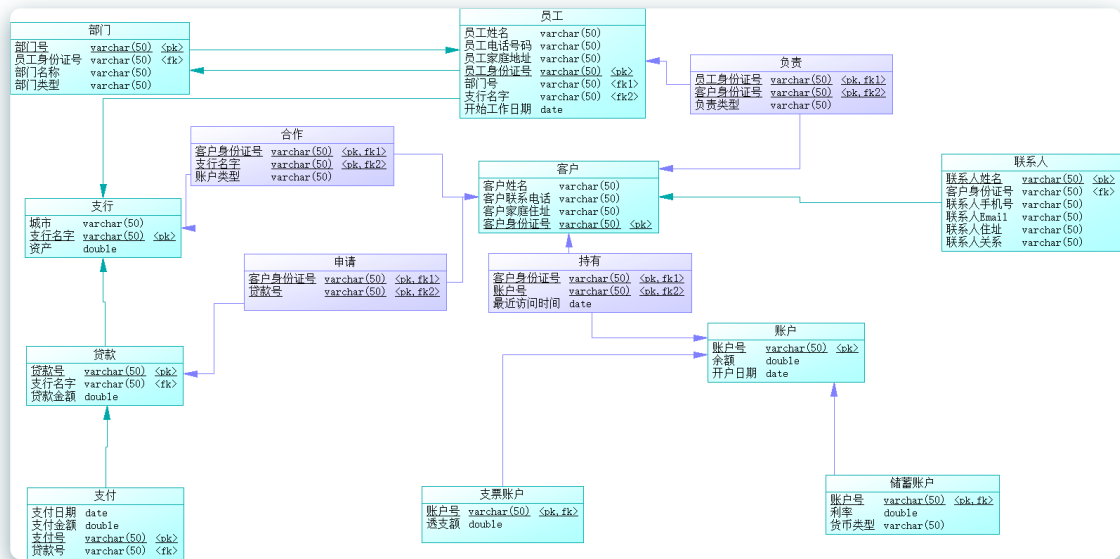 部门
部门号 varchar(50) <pk>
员工身份证号 varchar(50) <fk>
部门名称 varchar(50)
部门类型 varchar(50)
员工
员工姓名 varchar(50)
员工电话号码 varchar(50)
员工家庭地址 varchar(50)
员工身份证号 varchar(50) <pk>
部门号 varchar(50) <fk1>
支行名字 varchar(50) <fk2>
开始工作日期 date
负责
员工身份证号 varchar(50) <pk,fk1>
客户身份证号 varchar(50) <pk,fk2>
负责类型 varchar(50)
合作
客户身份证号 varchar(50) <pk,fk1>
支行名字 varchar(50) <pk,fk2>
账户类型 varchar(50)
客户
客户姓名 varchar(50)
客户联系电话 varchar(50)
客户家庭住址 varchar(50)
客户身份证号 varchar(50) <pk>
联系人
联系人姓名 varchar(50) <pk>
客户身份证号 varchar(50) <fk>
联系人手机号 varchar(50)
联系人Email varchar(50)
联系人住址 varchar(50)
联系人关系 varchar(50)
支行
城市 varchar(50)
支行名字 varchar(50) <pk>
资产 double
申请
客户身份证号 varchar(50) <pk,fk1>
贷款号 varchar(50) <pk,fk2>
持有
客户身份证号 varchar(50) <pk,fk1>
账户号 varchar(50) <pk,fk2>
最近访问时间 date
账户
账户号 varchar(50) <pk>
余额 double
开户日期 date
贷款
贷款号 varchar(50) <pk>
支行名字 varchar(50) <fk>
贷款金额 double
支付
支付日期 date
支付金额 double
支付号 varchar(50) <pk>
贷款号 varchar(50) <fk>
支票账户
账户号 varchar(50) <pk,fk>
透支额 double
储蓄账户
账户号 varchar(50) <pk,fk>
利率 double
货币类型 varchar(50)